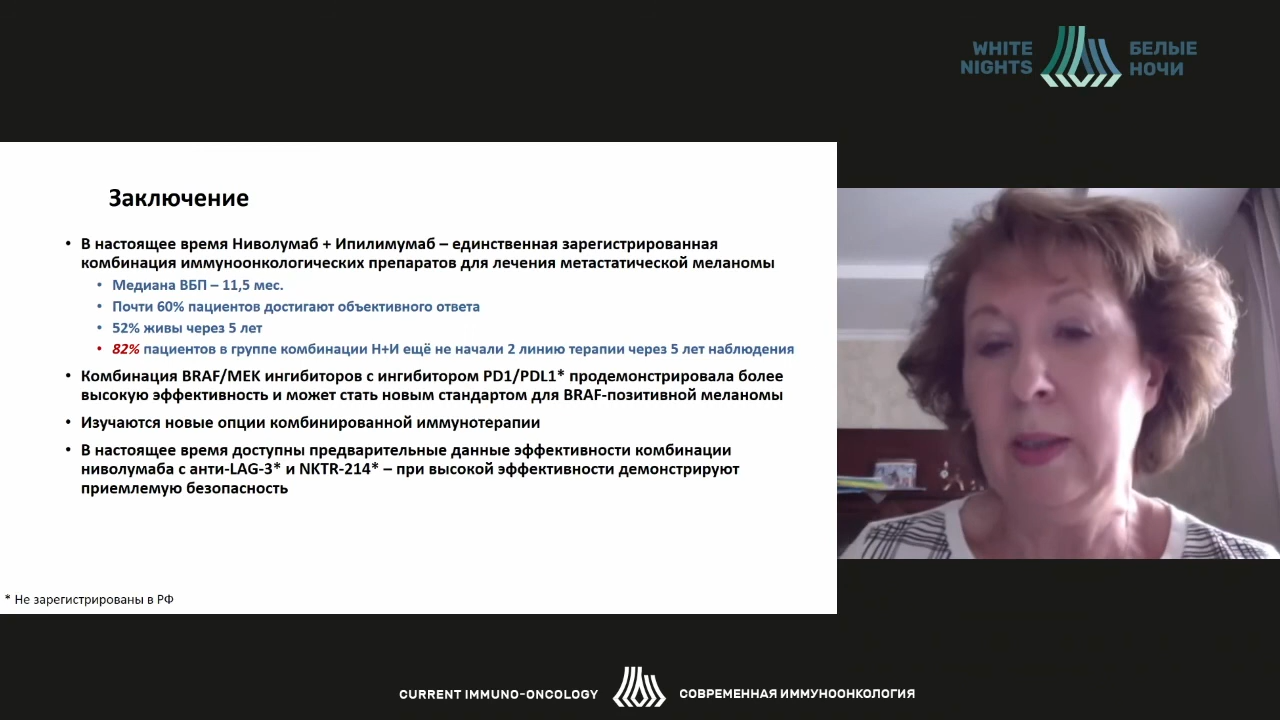 WHITE
NIGHTS
БЕЛЫЕ
НОЧИ
Заключение
• В настоящее время Ниволумаб + Ипилимумаб – единственная зарегистрированная
комбинация иммуноонкологических препаратов для лечения метастатической меланомы
• Медиана ВБП – 11,5 мес.
• Почти 60% пациентов достигают объективного ответа
• 52% живы через 5 лет
• 82% пациентов в группе комбинации Н+И ещё не начали 2 линию терапии через 5 лет наблюдения
• Комбинация BRAF/MEK ингибиторов с ингибитором PD1/PDL1* продемонстрировала более
высокую эффективность и может стать новым стандартом для BRAF-позитивной меланомы
• Изучаются новые опции комбинированной иммунотерапии
• В настоящее время доступны предварительные данные эффективности комбинации
ниволумаба с анти-LAG-3* и NKTR-214* – при высокой эффективности демонстрируют
приемлемую безопасность
* Не зарегистрированы в РФ
CURRENT IMMUNO-ONCOLOGY
СОВРЕМЕННАЯ ИММУНООНКОЛОГИЯ